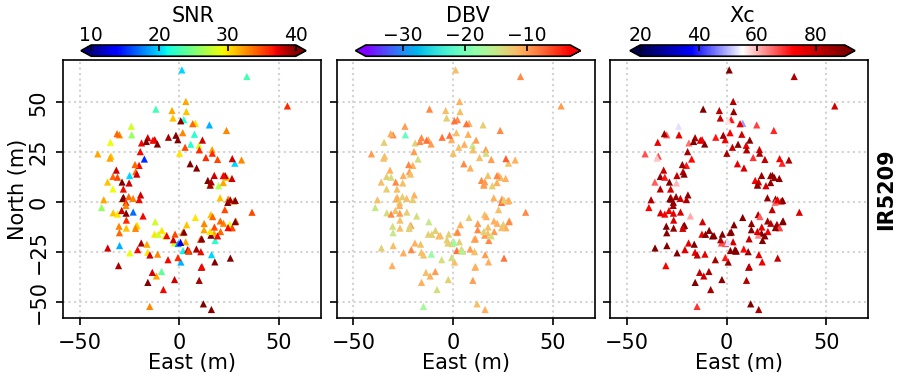 SNR DBV Xc
10 20 30 40 −30 −20 −10 20 40 60 80
North (m)
50
25
0
−25
−50
−50 0 50 −50 0 50 −50 0 50
East (m) East (m) East (m)
IR5209